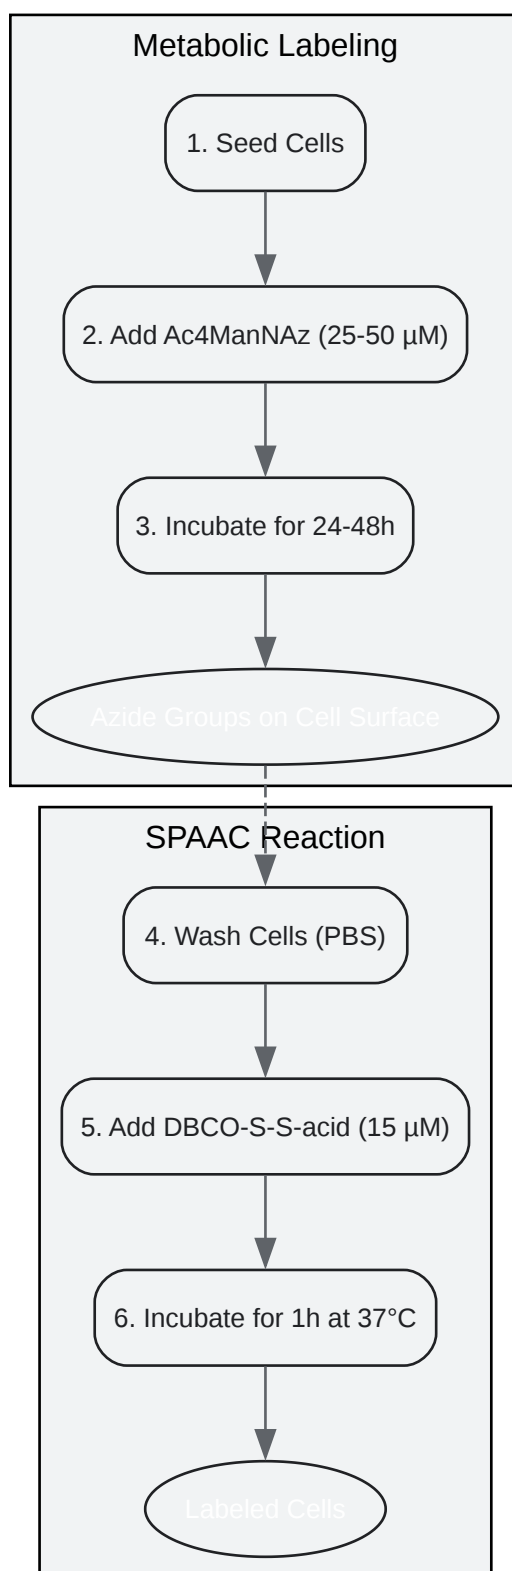 Metabolic Labeling
1. Seed Cells
2. Add Ac4ManNAz (25-50 µM)
3. Incubate for 24-48h
Azide Groups on Cell Surface
SPAAC Reaction
4. Wash Cells (PBS)
5. Add DBCO-S-S-acid (15 µM)
6. Incubate for 1h at 37°C
Labeled Cells